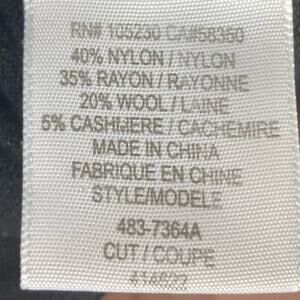 RN# 105230 CA#58350
40% NYLON / NYLON
35% RAYON / RAYONNE
20% WOOL / LAINE
5% CASHMERE / CACHEMIRE
MADE IN CHINA
FABRIQUE EN CHINE
STYLE/MODELE
483-7364A
CUT / COUPE